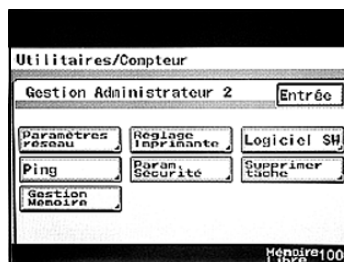 Utilitaires/Compteur
Gestion Administrateur 2
Entrée
Paramètres réseau
Réglage Imprimante
Logiciel SW
Ping
Param. Sécurité
Supprimer tâche
Gestion Mémoire
Mémoire Libre 100